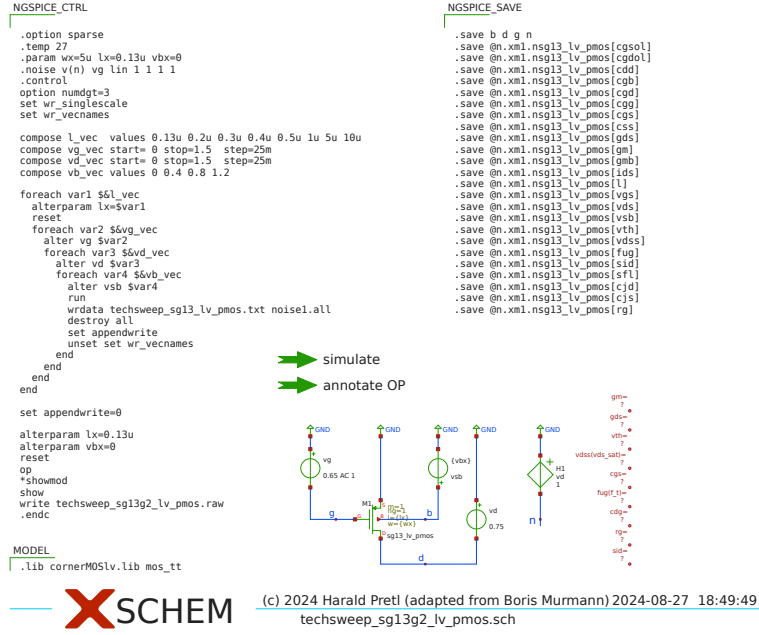 NGSPICE_CTRL
.option sparse
.temp 27
.param wx=5u lx=0.13u vbx=0
.noise v(n) vg lin 1 1 1 1
.control
option numdgt=3
set wr_singlescale
set wr_vecnames
compose l_vec  values 0.13u 0.2u 0.3u 0.4u 0.5u 1u 5u 10u
compose vg_vec start= 0 stop=1.5  step=25m
compose vd_vec start= 0 stop=1.5  step=25m
compose vb_vec values 0 0.4 0.8 1.2
foreach var1 $&l_vec
alterparam lx=$var1
reset
foreach var2 $&vg_vec
alter vg $var2
foreach var3 $&vd_vec
alter vd $var3
foreach var4 $&vb_vec
alter vsb $var4
run
wrdata techsweep_sg13_lv_pmos.txt noise1.all
destroy all
set appendwrite
unset set wr_vecnames
end
end
end
end
set appendwrite=0
alterparam lx=0.13u
alterparam vbx=0
reset
op
*showmod
show
write techsweep_sg13g2_lv_pmos.raw
.endc
MODEL
.lib cornerMOSlv.lib mos_tt
NGSPICE_SAVE
.save b d g n
.save @n.xm1.nsg13_lv_pmos[cgsol]
.save @n.xm1.nsg13_lv_pmos[cgdol]
.save @n.xm1.nsg13_lv_pmos[cdd]
.save @n.xm1.nsg13_lv_pmos[cgb]
.save @n.xm1.nsg13_lv_pmos[cgd]
.save @n.xm1.nsg13_lv_pmos[cgg]
.save @n.xm1.nsg13_lv_pmos[cgs]
.save @n.xm1.nsg13_lv_pmos[css]
.save @n.xm1.nsg13_lv_pmos[gds]
.save @n.xm1.nsg13_lv_pmos[gm]
.save @n.xm1.nsg13_lv_pmos[gmb]
.save @n.xm1.nsg13_lv_pmos[ids]
.save @n.xm1.nsg13_lv_pmos[l]
.save @n.xm1.nsg13_lv_pmos[vgs]
.save @n.xm1.nsg13_lv_pmos[vds]
.save @n.xm1.nsg13_lv_pmos[vsb]
.save @n.xm1.nsg13_lv_pmos[vth]
.save @n.xm1.nsg13_lv_pmos[vdss]
.save @n.xm1.nsg13_lv_pmos[fug]
.save @n.xm1.nsg13_lv_pmos[sid]
.save @n.xm1.nsg13_lv_pmos[sfl]
.save @n.xm1.nsg13_lv_pmos[cjd]
.save @n.xm1.nsg13_lv_pmos[cjs]
.save @n.xm1.nsg13_lv_pmos[rg]
simulate
annotate OP
GND
GND
GND
GND
GND
vg
0.65 AC 1
{vbx}
vsb
H1
vd
1
vd
0.75
M1
S
m=1
ng=1
l={lx}
w={wx}
G
B
D
sg13_lv_pmos
g
b
d
n
gm=
?
gds=
?
vth=
?
vdss(vds_sat)=
?
cgs=
?
fug(f_t)=
?
cdg=
?
rg=
?
sid=
?
XSCHEM
(c) 2024 Harald Pretl (adapted from Boris Murmann) 2024-08-27  18:49:49
techsweep_sg13g2_lv_pmos.sch